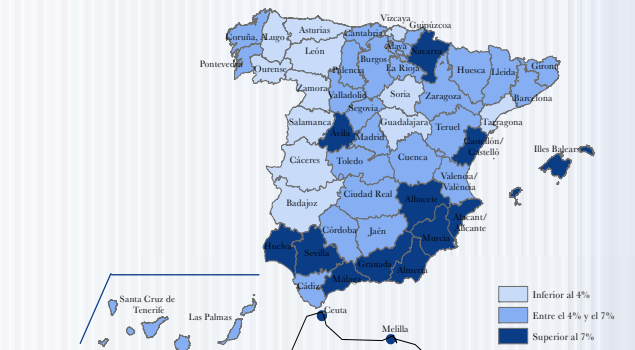 Vizcaya
Guipúzcoa
Asturias
Cantabria
Coruña,
Lugo
Alava
Navarra
León
Burgos
Pontevedra
Palencia
La Rioja
Huesca
Lleida
Girona
Ourense
Zamora
Valladolid
Soria
Zaragoza
Barcelona
Segovia
Salamanca
Guadalajara
Tarragona
Teruel
Avila
Madrid
Castellón/
Castelló
Illes Balears
Cáceres
Toledo
Cuenca
Valencia/
València
Ciudad Real
Albacete
Badajoz
Alacant/
Alicante
Córdoba
Jaén
Murcia
Huelva
Sevilla
Granada
Almería
Málaga
Cádiz
Santa Cruz de
Tenerife
Las Palmas
Ceuta
Melilla
Inferior al 4%
Entre el 4% y el 7%
Superior al 7%